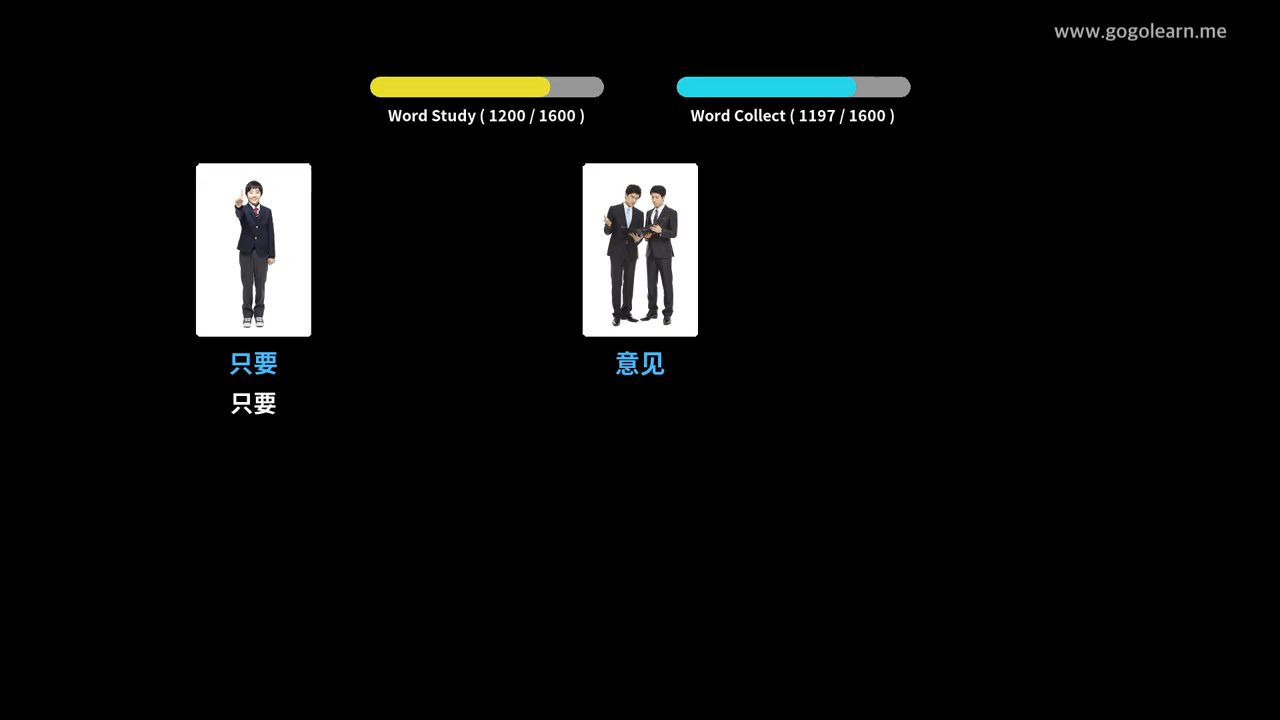 www.gogolearn.me
Word Study ( 1200 / 1600 )
Word Collect ( 1197 / 1600 )
只要
意见
只要